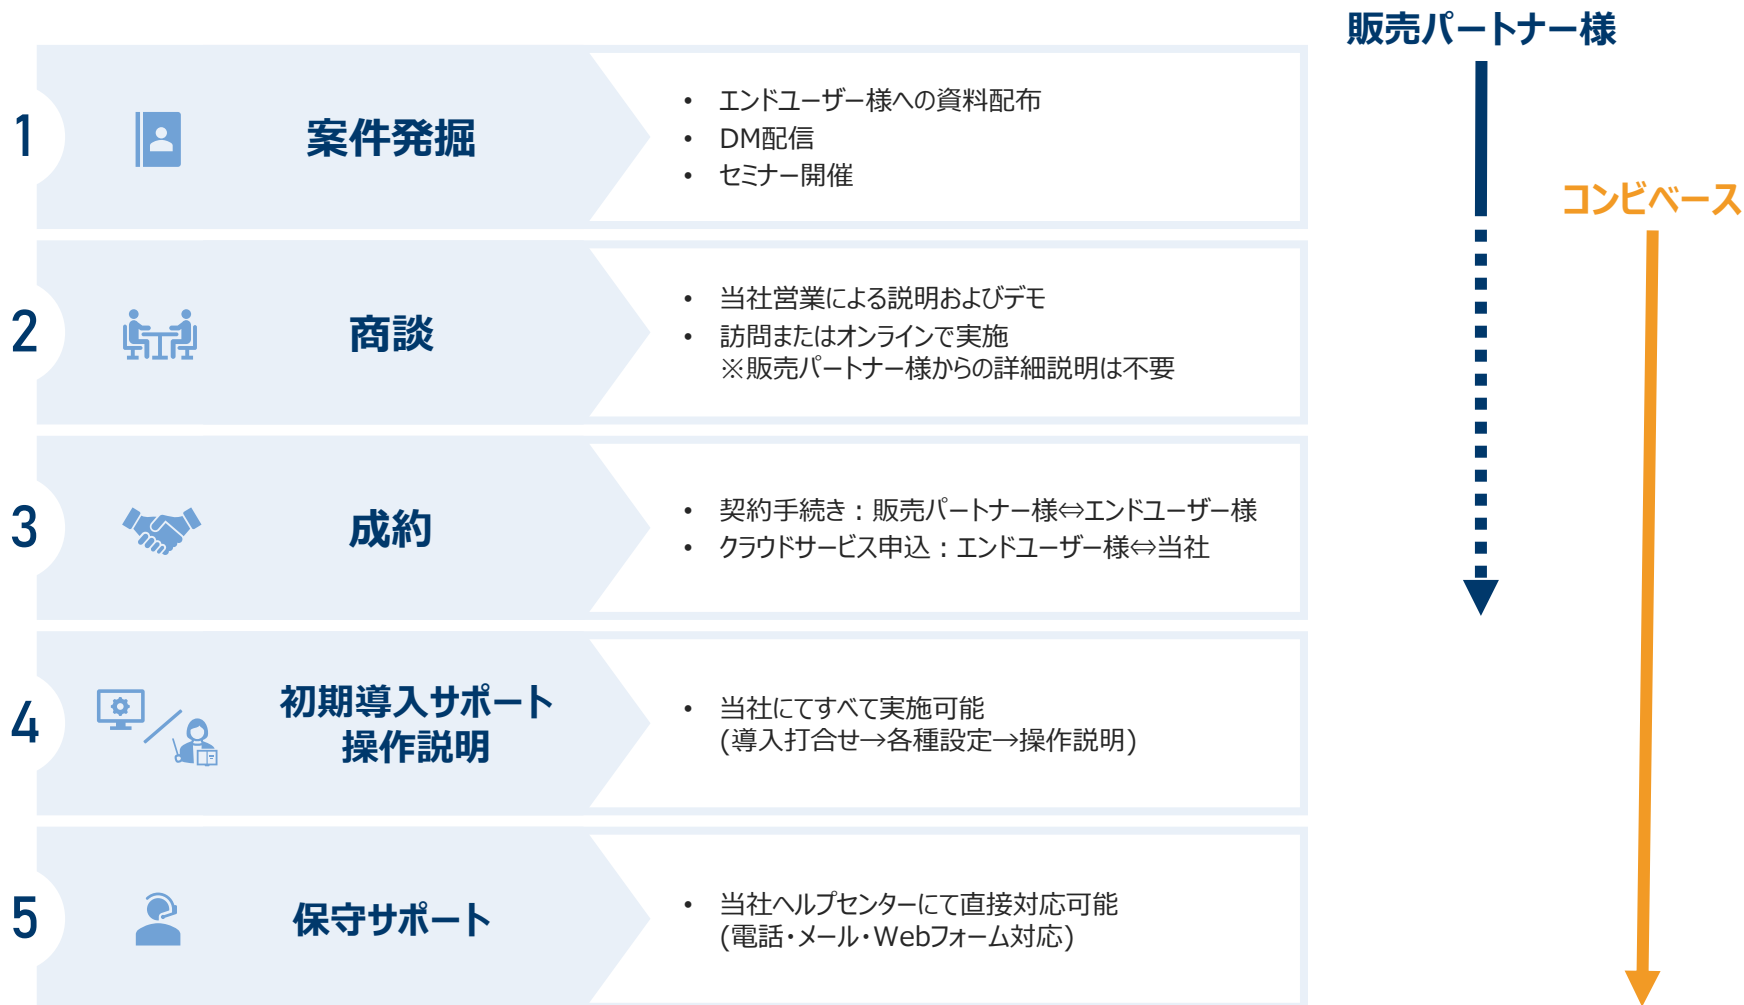 販売パートナー様
コンビベース
1
案件発掘
• エンドユーザー様への資料配布
• DM配信
• セミナー開催
2
商談
• 当社営業による説明およびデモ
• 訪問またはオンラインで実施
※販売パートナー様からの詳細説明は不要
3
成約
• 契約手続き：販売パートナー様⇔エンドユーザー様
• クラウドサービス申込：エンドユーザー様⇔当社
4
初期導入サポート
操作説明
• 当社にてすべて実施可能
(導入打合せ→各種設定→操作説明)
5
保守サポート
• 当社ヘルプセンターにて直接対応可能
(電話・メール・Webフォーム対応)